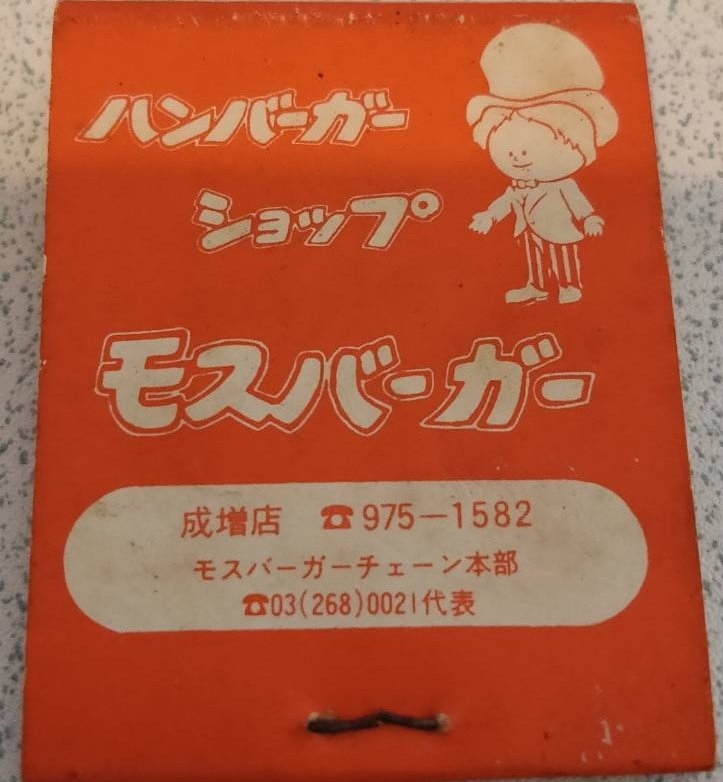 ハンバーガー
ショップ
モスバーガー
成増店 ☎975-1582
モスバーガーチェーン本部
☎03(268)0021代表